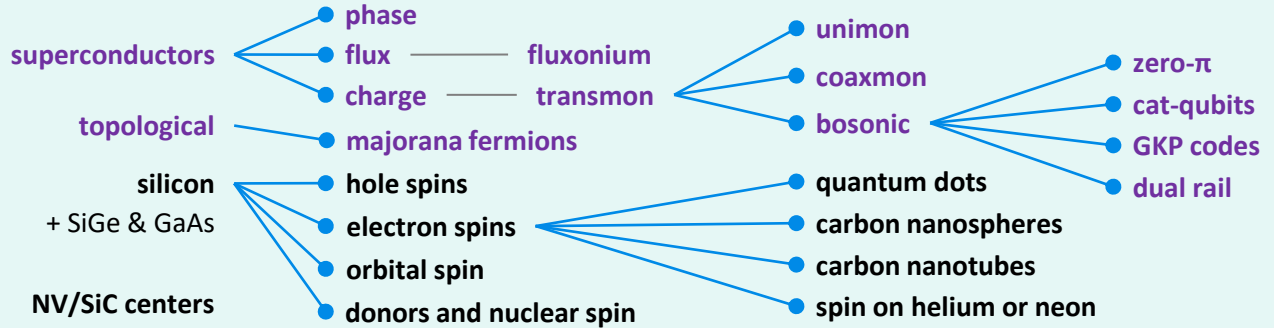 superconductors
phase
flux
fluxonium
charge
transmon
unimon
coaxmon
bosonic
zero-π
cat-qubits
GKP codes
dual rail
topological
majorana fermions
silicon
+ SiGe & GaAs
hole spins
electron spins
orbital spin
donors and nuclear spin
quantum dots
carbon nanospheres
carbon nanotubes
spin on helium or neon
NV/SiC centers